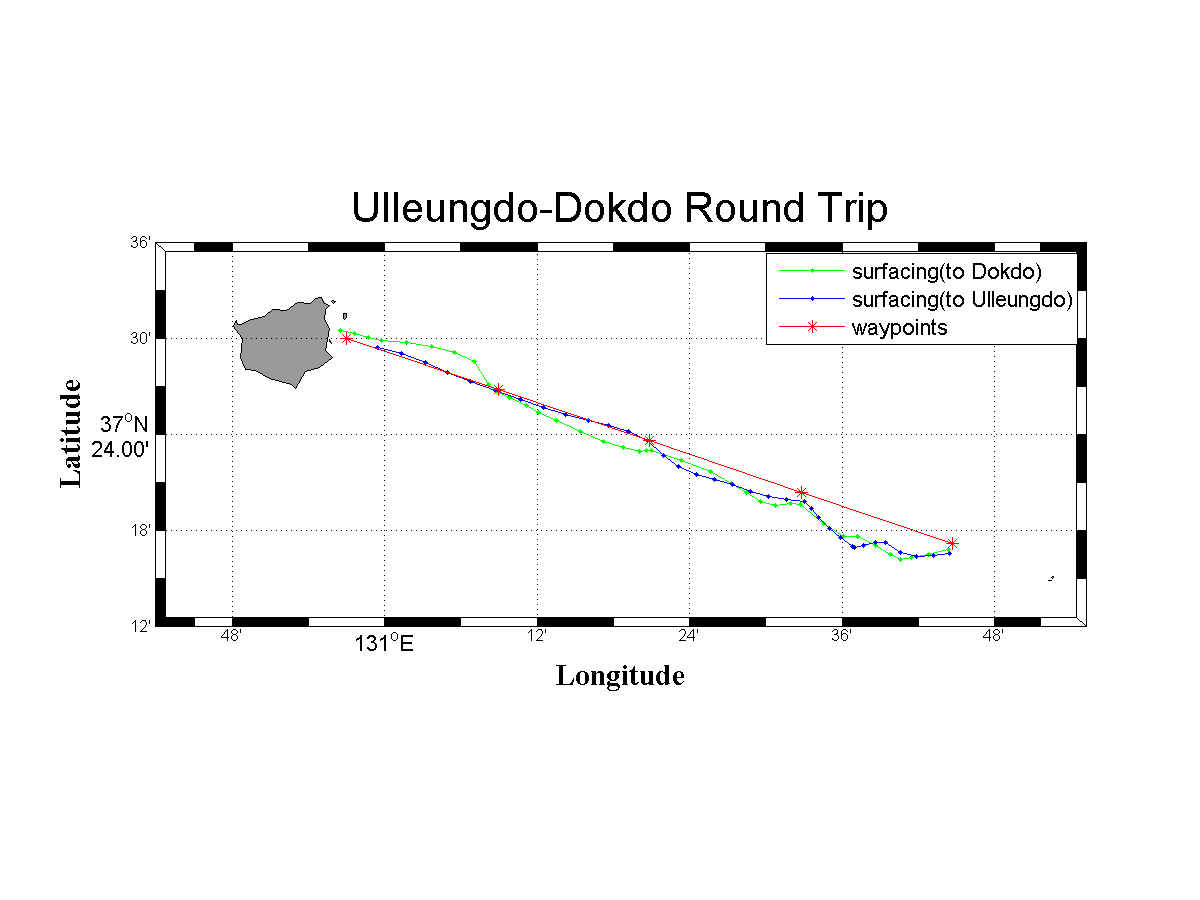 Ulleungdo-Dokdo Round Trip
36'
surfacing(to Dokdo)
surfacing(to Ulleungdo)
waypoints
30'
Latitude
37°N
24.00'
18'
12'
48'
131°E
12'
24'
36'
48'
Longitude